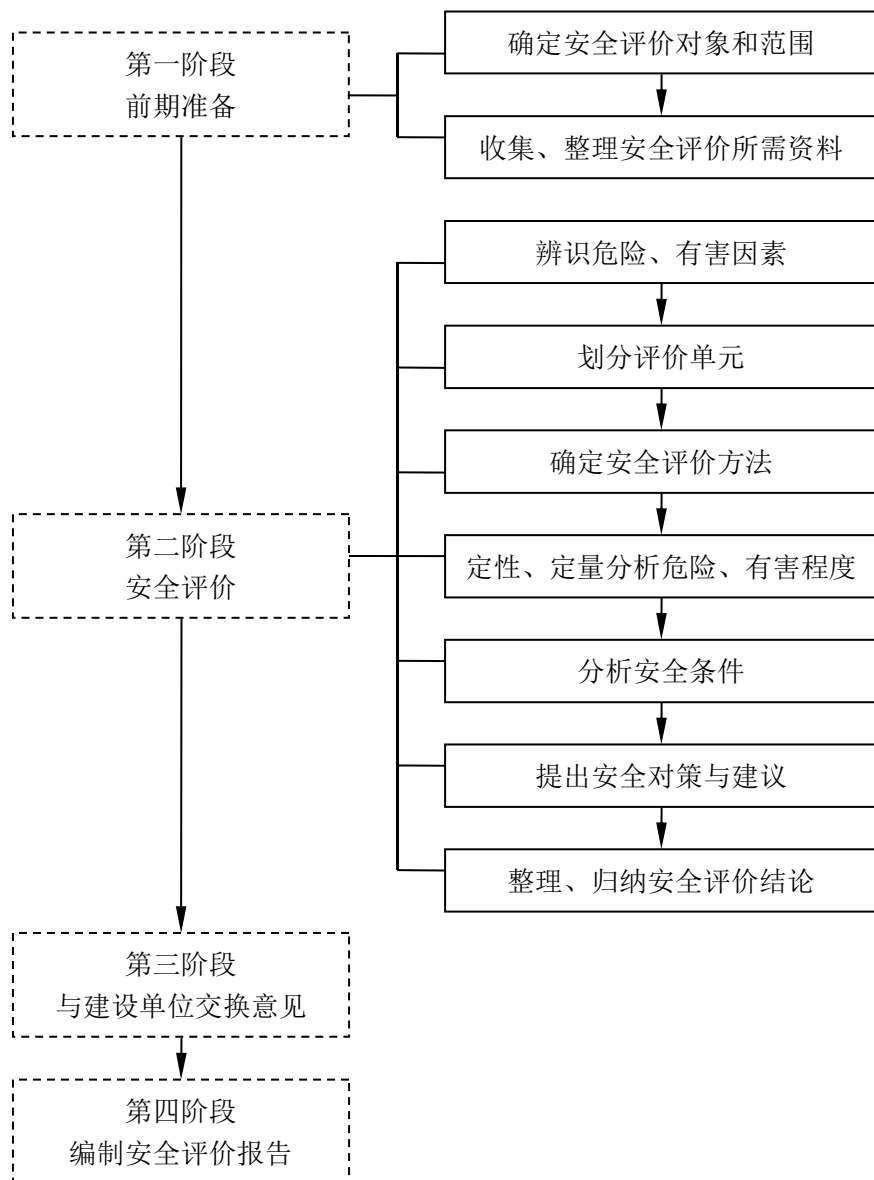 第一阶段
前期准备
确定安全评价对象和范围
收集、整理安全评价所需资料
第二阶段
安全评价
辨识危险、有害因素
划分评价单元
确定安全评价方法
定性、定量分析危险、有害程度
分析安全条件
提出安全对策与建议
整理、归纳安全评价结论
第三阶段
与建设单位交换意见
第四阶段
编制安全评价报告